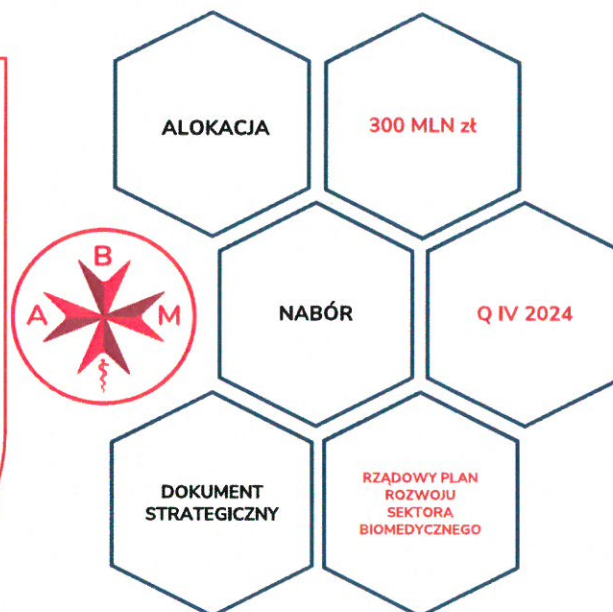 ALOKACJA
300 MLN zł
B
A M
NABÓR
Q IV 2024
DOKUMENT
STRATEGICZNY
RZĄDOWY PLAN
ROZWOJU
SEKTORA
BIOMEDYCZNEGO